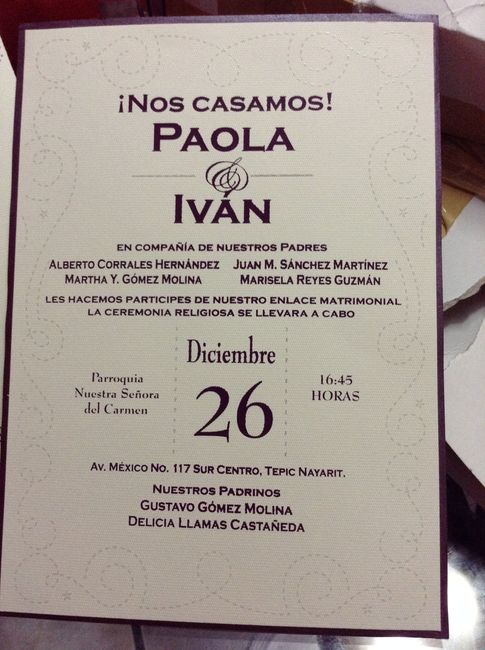 ¡NOS CASAMOS!
PAOLA
&
IVÁN
EN COMPAÑÍA DE NUESTROS PADRES
ALBERTO CORRALES HERNÁNDEZ JUAN M. SÁNCHEZ MARTÍNEZ
MARTHA Y. GÓMEZ MOLINA MARISELA REYES GUZMÁN
LES HACEMOS PARTICIPES DE NUESTRO ENLACE MATRIMONIAL
LA CEREMONIA RELIGIOSA SE LLEVARA A CABO
Parroquia
Nuestra Señora
del Carmen
Diciembre
26
16:45
HORAS
AV. MÉXICO NO. 117 SUR CENTRO, TEPIC NAYARIT.
NUESTROS PADRINOS
GUSTAVO GÓMEZ MOLINA
DELICIA LLAMAS CASTAÑEDA